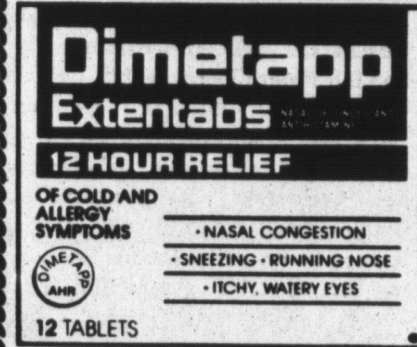 Dimetapp
Extentabs
12 HOUR RELIEF
OF COLD AND
ALLERGY
SYMPTOMS
• NASAL CONGESTION
• SNEEZING • RUNNING NOSE
• ITCHY, WATERY EYES
DIMETAPP
AHR
12 TABLETS